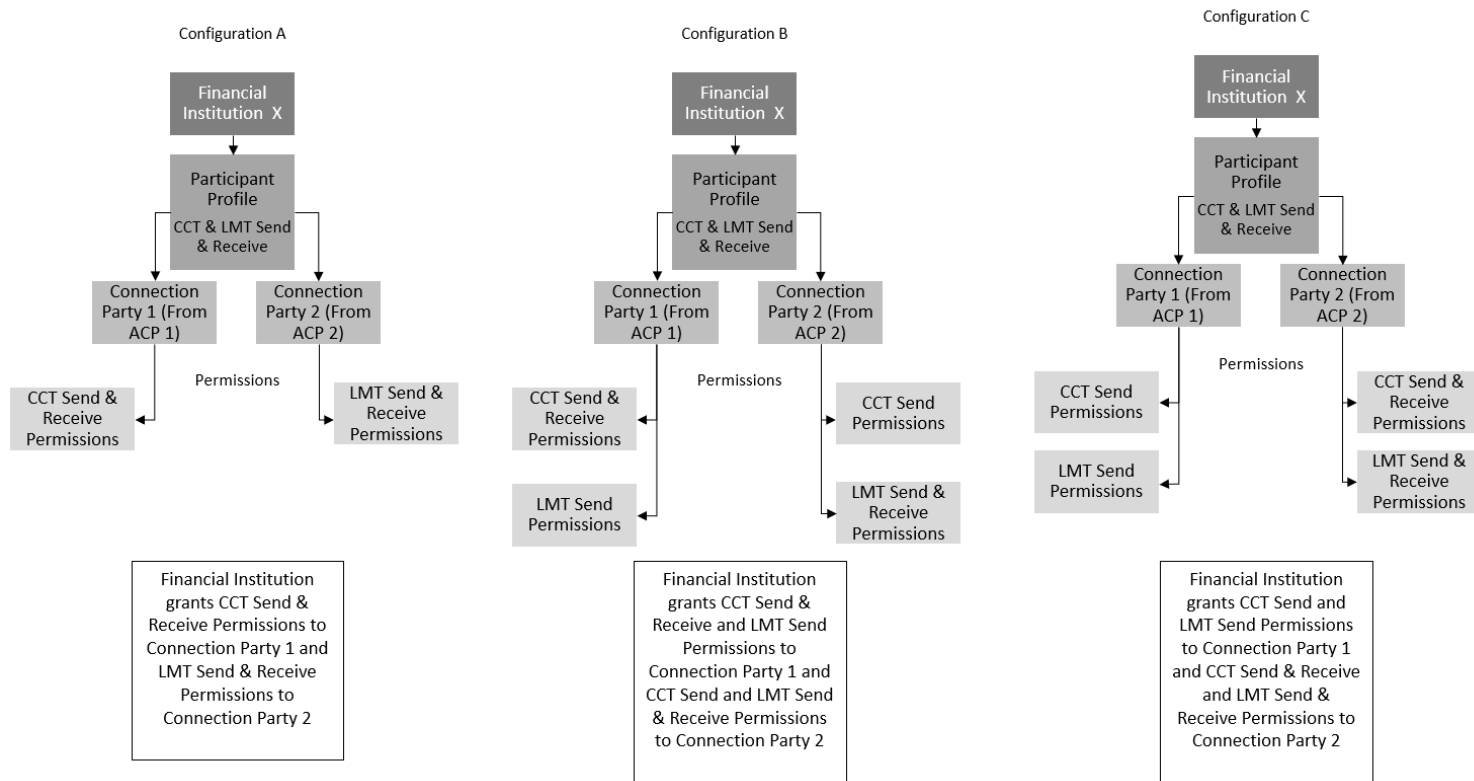 Configuration A
Financial
Institution X
Participant
Profile
CCT & LMT Send
& Receive
Connection
Party 1 (From
ACP 1)
Connection
Party 2 (From
ACP 2)
Permissions
CCT Send &
Receive
Permissions
LMT Send &
Receive
Permissions
Financial Institution
grants CCT Send &
Receive Permissions to
Connection Party 1 and
LMT Send & Receive
Permissions to
Connection Party 2
Configuration B
Financial
Institution X
Participant
Profile
CCT & LMT Send
& Receive
Connection
Party 1 (From
ACP 1)
Connection
Party 2 (From
ACP 2)
Permissions
CCT Send &
Receive
Permissions
CCT Send
Permissions
LMT Send
Permissions
LMT Send &
Receive
Permissions
Financial Institution
grants CCT Send &
Receive and LMT Send
Permissions to
Connection Party 1 and
CCT Send and LMT Send
& Receive Permissions
to Connection Party 2
Configuration C
Financial
Institution X
Participant
Profile
CCT & LMT Send
& Receive
Connection
Party 1 (From
ACP 1)
Connection
Party 2 (From
ACP 2)
Permissions
CCT Send
Permissions
CCT Send &
Receive
Permissions
LMT Send
Permissions
LMT Send &
Receive
Permissions
Financial Institution
grants CCT Send and
LMT Send Permissions
to Connection Party 1
and CCT Send & Receive
and LMT Send &
Receive Permissions to
Connection Party 2